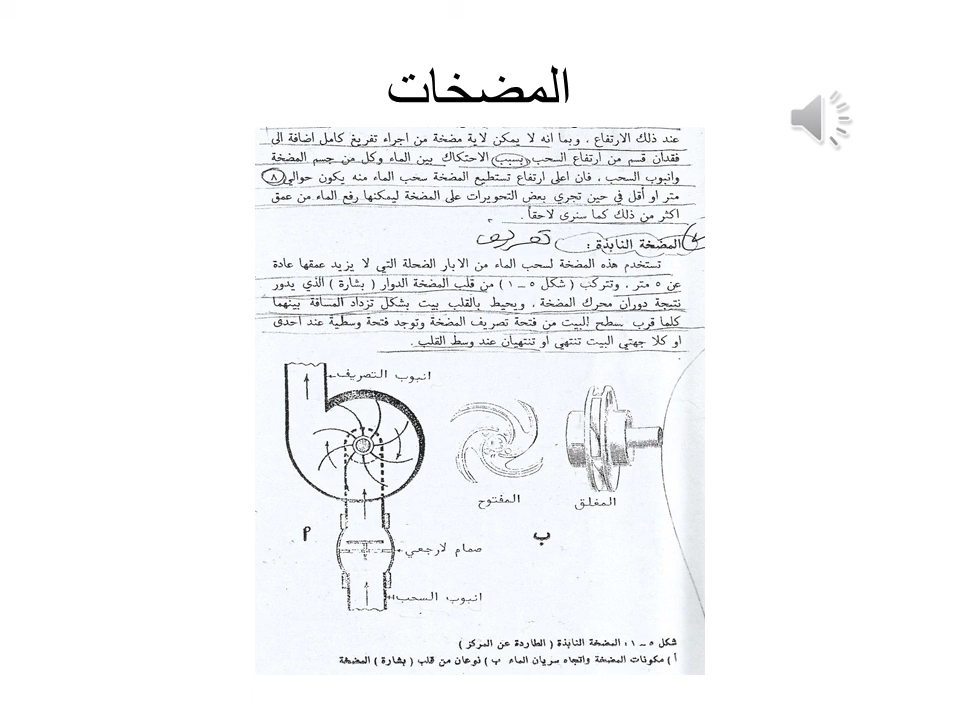 المضخات
عند ذلك الارتفاع . وبما انه لا يمكن لاية مضخة من اجراء تفريغ كامل اضافة الى
فقدان قسم من ارتفاع السحب بسبب الاحتكاك بين الماء وكل من جسم المضخة
وانبوب السحب . فان اعلى ارتفاع تستطيع المضخة سحب الماء منه يكون حوالي ٨
متر او أقل في حين تجري بعض التحويرات على المضخة ليمكنها رفع الماء من عمق
اكثر من ذلك كما سنرى لاحقاً .
المضخة النابذة : تعريف
تستخدم هذه المضخة لسحب الماء من الابار الضحلة التي لا يزيد عمقها عادة
عن ٥ متر . وتتركب ( شكل ٥ – ١ ) من قلب المضخة الدوار ( بشارة ) الذي يدور
نتيجة دوران محرك المضخة . ويحيط بالقلب بيت بشكل تزداد المسافة بينهما
كلما قرب سطح البيت من فتحة تصريف المضخة وتوجد فتحة وسطية عند احدى
او كلا جهتي البيت تنتهي او تنتهيان عند وسط القلب .
انبوب التصريف
المفتوح
المغلق
م
ب
صمام لارجعي
انبوب السحب
شكل ٥ – ١ : المضخة النابذة ( الطاردة عن المركز )
أ ) مكونات المضخة واتجاه سريان الماء ب ) نوعان من قلب ( بشارة ) المضخة